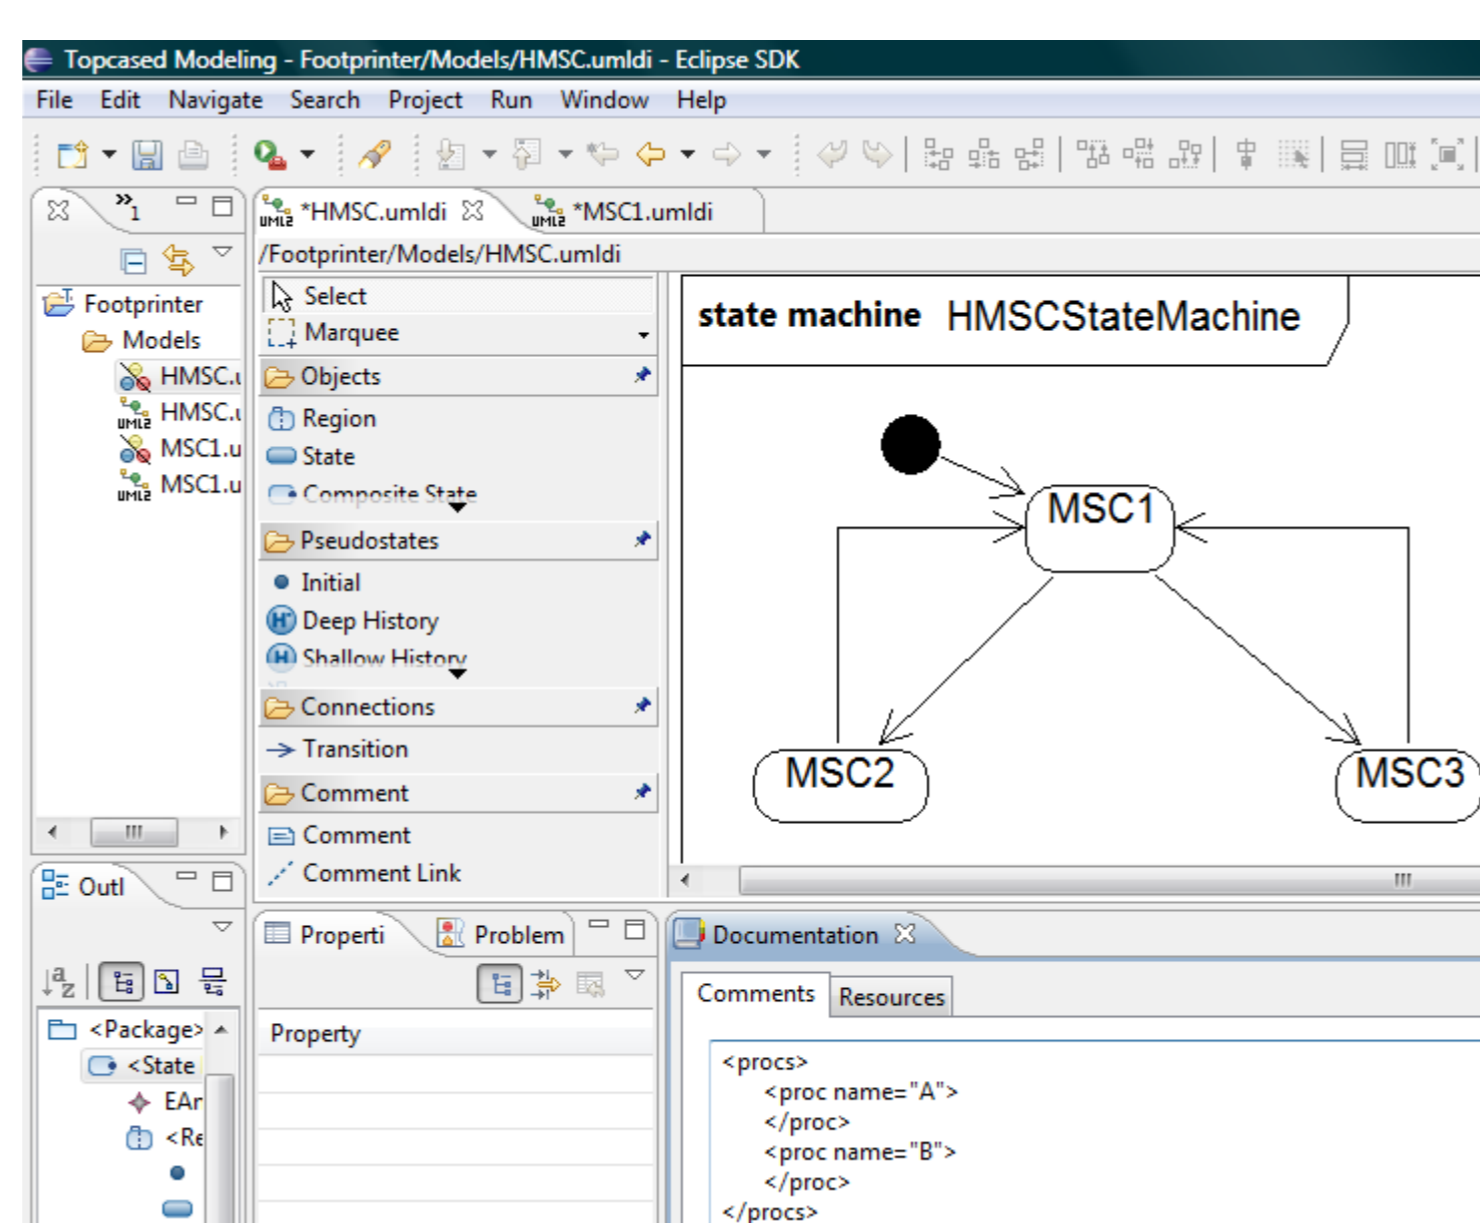 Topcased Modeling - Footprinter/Models/HMSC.umldi - Eclipse SDK
File Edit Navigate Search Project Run Window Help
»1
*HMSC.umldi
*MSC1.umldi
/Footprinter/Models/HMSC.umldi
Footprinter
Models
HMSC.u
HMSC.u
MSC1.u
MSC1.u
Select
Marquee
Objects
Region
State
Composite State
Pseudostates
Initial
Deep History
Shallow History
Connections
Transition
Comment
Comment
Comment Link
state machine HMSCStateMachine
MSC1
MSC2
MSC3
Outl
<Package>
<State
EAr
<Re
Properti
Problem
Property
Documentation
Comments
Resources
<procs>
<proc name="A">
</proc>
<proc name="B">
</proc>
</procs>